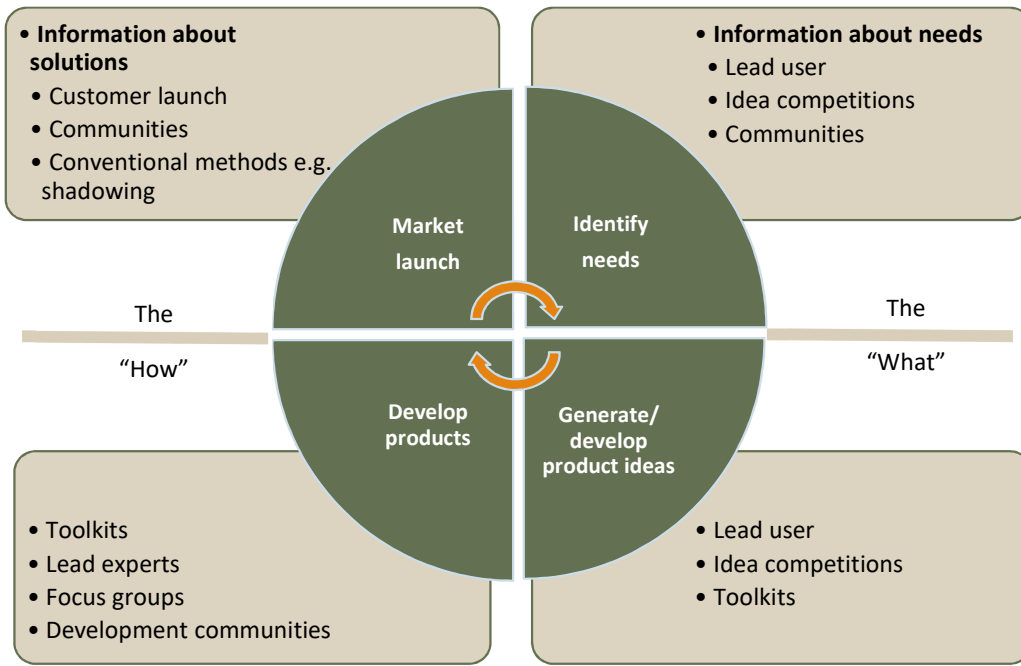 • Information about
solutions
• Customer launch
• Communities
• Conventional methods e.g.
shadowing
• Information about needs
• Lead user
• Idea competitions
• Communities
Market
launch
Identify
needs
The
“How”
The
“What”
Develop
products
Generate/
develop
product ideas
• Toolkits
• Lead experts
• Focus groups
• Development communities
• Lead user
• Idea competitions
• Toolkits